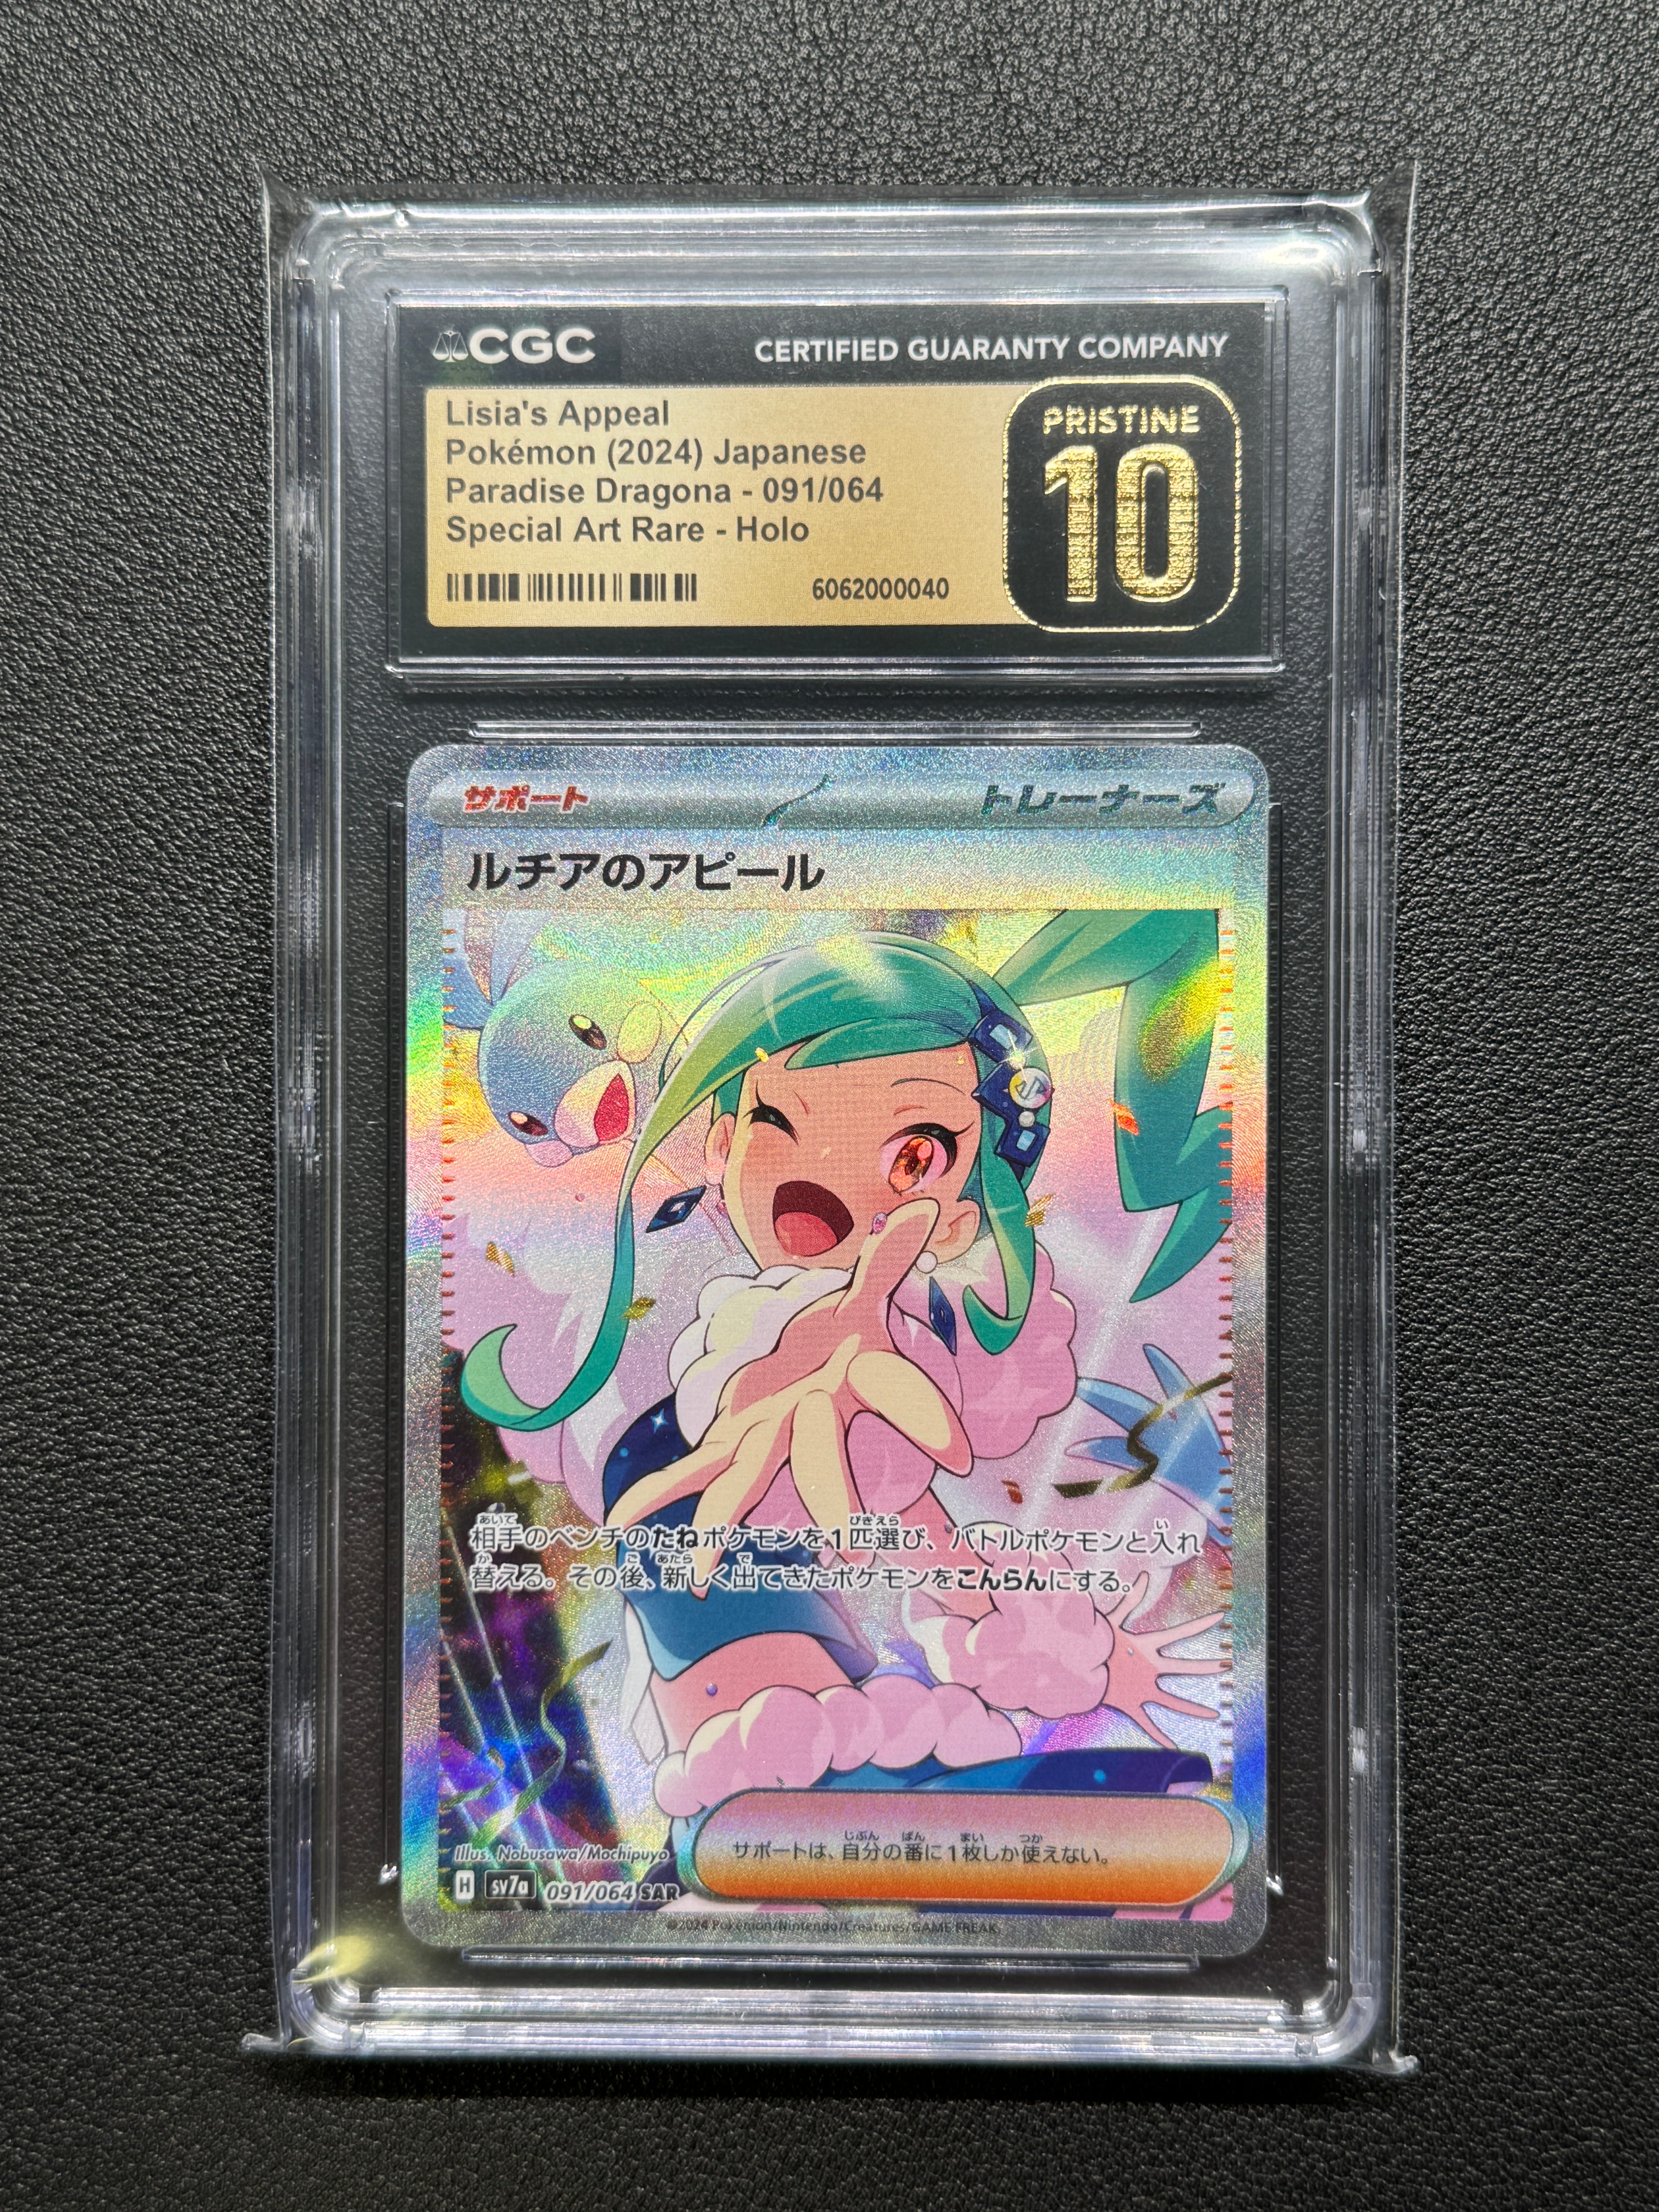 CGC
CERTIFIED GUARANTY COMPANY
Lisia's Appeal
Pokémon (2024) Japanese
Paradise Dragona - 091/064
Special Art Rare - Holo
6062000040
PRISTINE
10
サポート
トレーナーズ
ルチアのアピール
相手のベンチのたねポケモンを1匹選び、バトルポケモンと入れ
替える。その後、新しく出てきたポケモンをこんらんにする。
Illus. Nobusawa/Mochipuyo
サポートは、自分の番に1枚しか使えない。
H sv7a 091/064 SAR
©2024 Pokémon/Nintendo/Creatures/GAME FREAK.